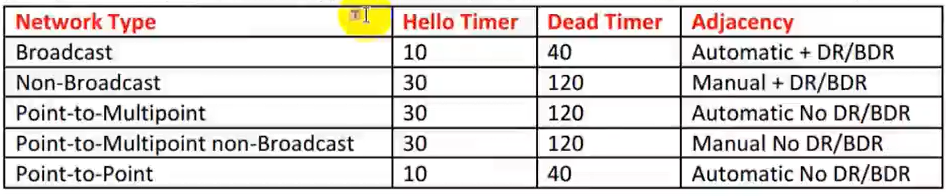 Network Type Hello Timer Dead Timer Adjacency
Broadcast 10 40 Automatic + DR/BDR
Non-Broadcast 30 120 Manual + DR/BDR
Point-to-Multipoint 30 120 Automatic No DR/BDR
Point-to-Multipoint non-Broadcast 30 120 Manual No DR/BDR
Point-to-Point 10 40 Automatic No DR/BDR